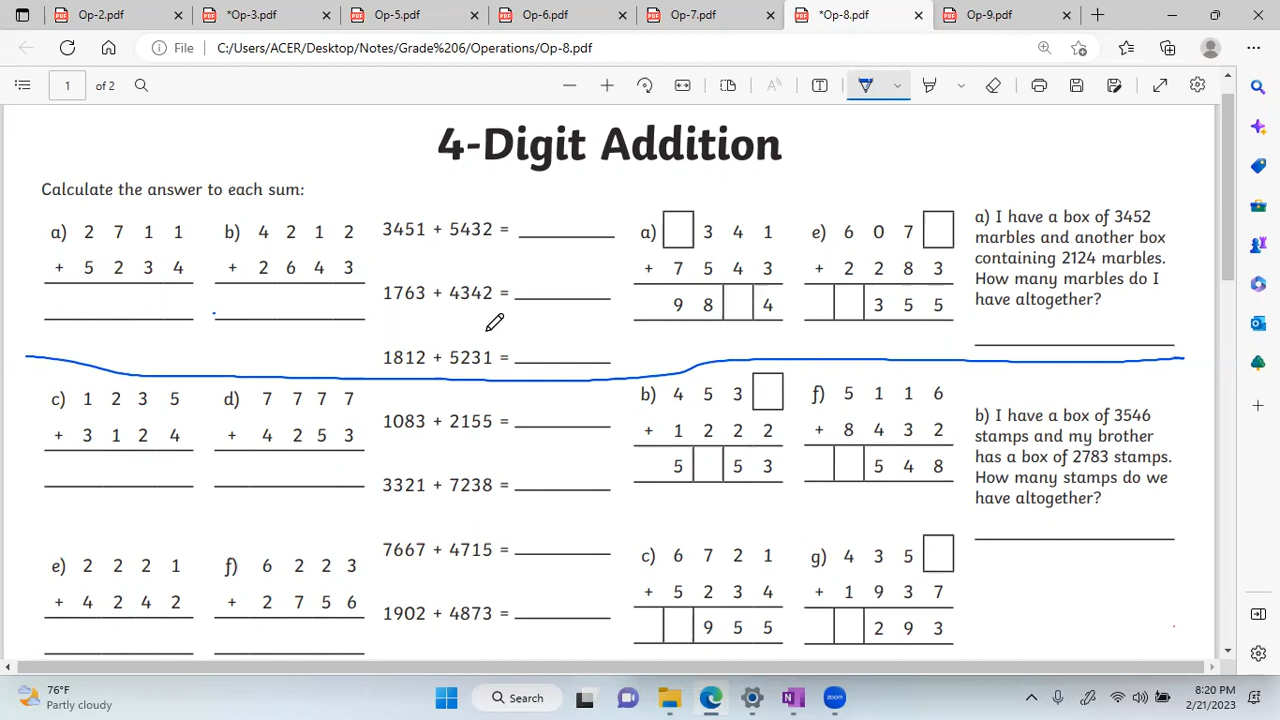 Op-2.pdf *Op-3.pdf Op-5.pdf Op-6.pdf Op-7.pdf *Op-8.pdf Op-9.pdf
File C:/Users/ACER/Desktop/Notes/Grade%206/Operations/Op-8.pdf
1 of 2
4-Digit Addition
Calculate the answer to each sum:
a) 2 7 1 1
+ 5 2 3 4
b) 4 2 1 2
+ 2 6 4 3
c) 1 2 3 5
+ 3 1 2 4
d) 7 7 7 7
+ 4 2 5 3
e) 2 2 2 1
+ 4 2 4 2
f) 6 2 2 3
+ 2 7 5 6
3451 + 5432 =
1763 + 4342 =
1812 + 5231 =
1083 + 2155 =
3321 + 7238 =
7667 + 4715 =
1902 + 4873 =
a) 3 4 1
+ 7 5 4 3
9 8 4
b) 4 5 3
+ 1 2 2 2
5 5 3
c) 6 7 2 1
+ 5 2 3 4
9 5 5
e) 6 0 7
+ 2 2 8 3
3 5 5
f) 5 1 1 6
+ 8 4 3 2
5 4 8
g) 4 3 5
+ 1 9 3 7
2 9 3
a) I have a box of 3452
marbles and another box
containing 2124 marbles.
How many marbles do I
have altogether?
b) I have a box of 3546
stamps and my brother
has a box of 2783 stamps.
How many stamps do we
have altogether?
76°F
Partly cloudy
Search
zoom
8:20 PM
2/21/2023